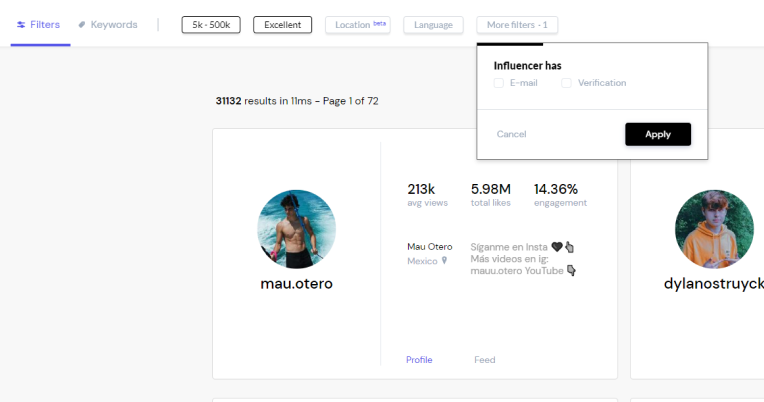 Filters
Keywords
5k - 500k
Excellent
Location beta
Language
More filters - 1
Influencer has
E-mail
Verification
Cancel
Apply
31132 results in 11ms - Page 1 of 72
mau.otero
213k
avg views
5.98M
total likes
14.36%
engagement
Mau Otero
Mexico
Síganme en insta 🖤👆
Más videos en ig:
mauu.otero YouTube 👇
Profile
Feed
dylanostruyck